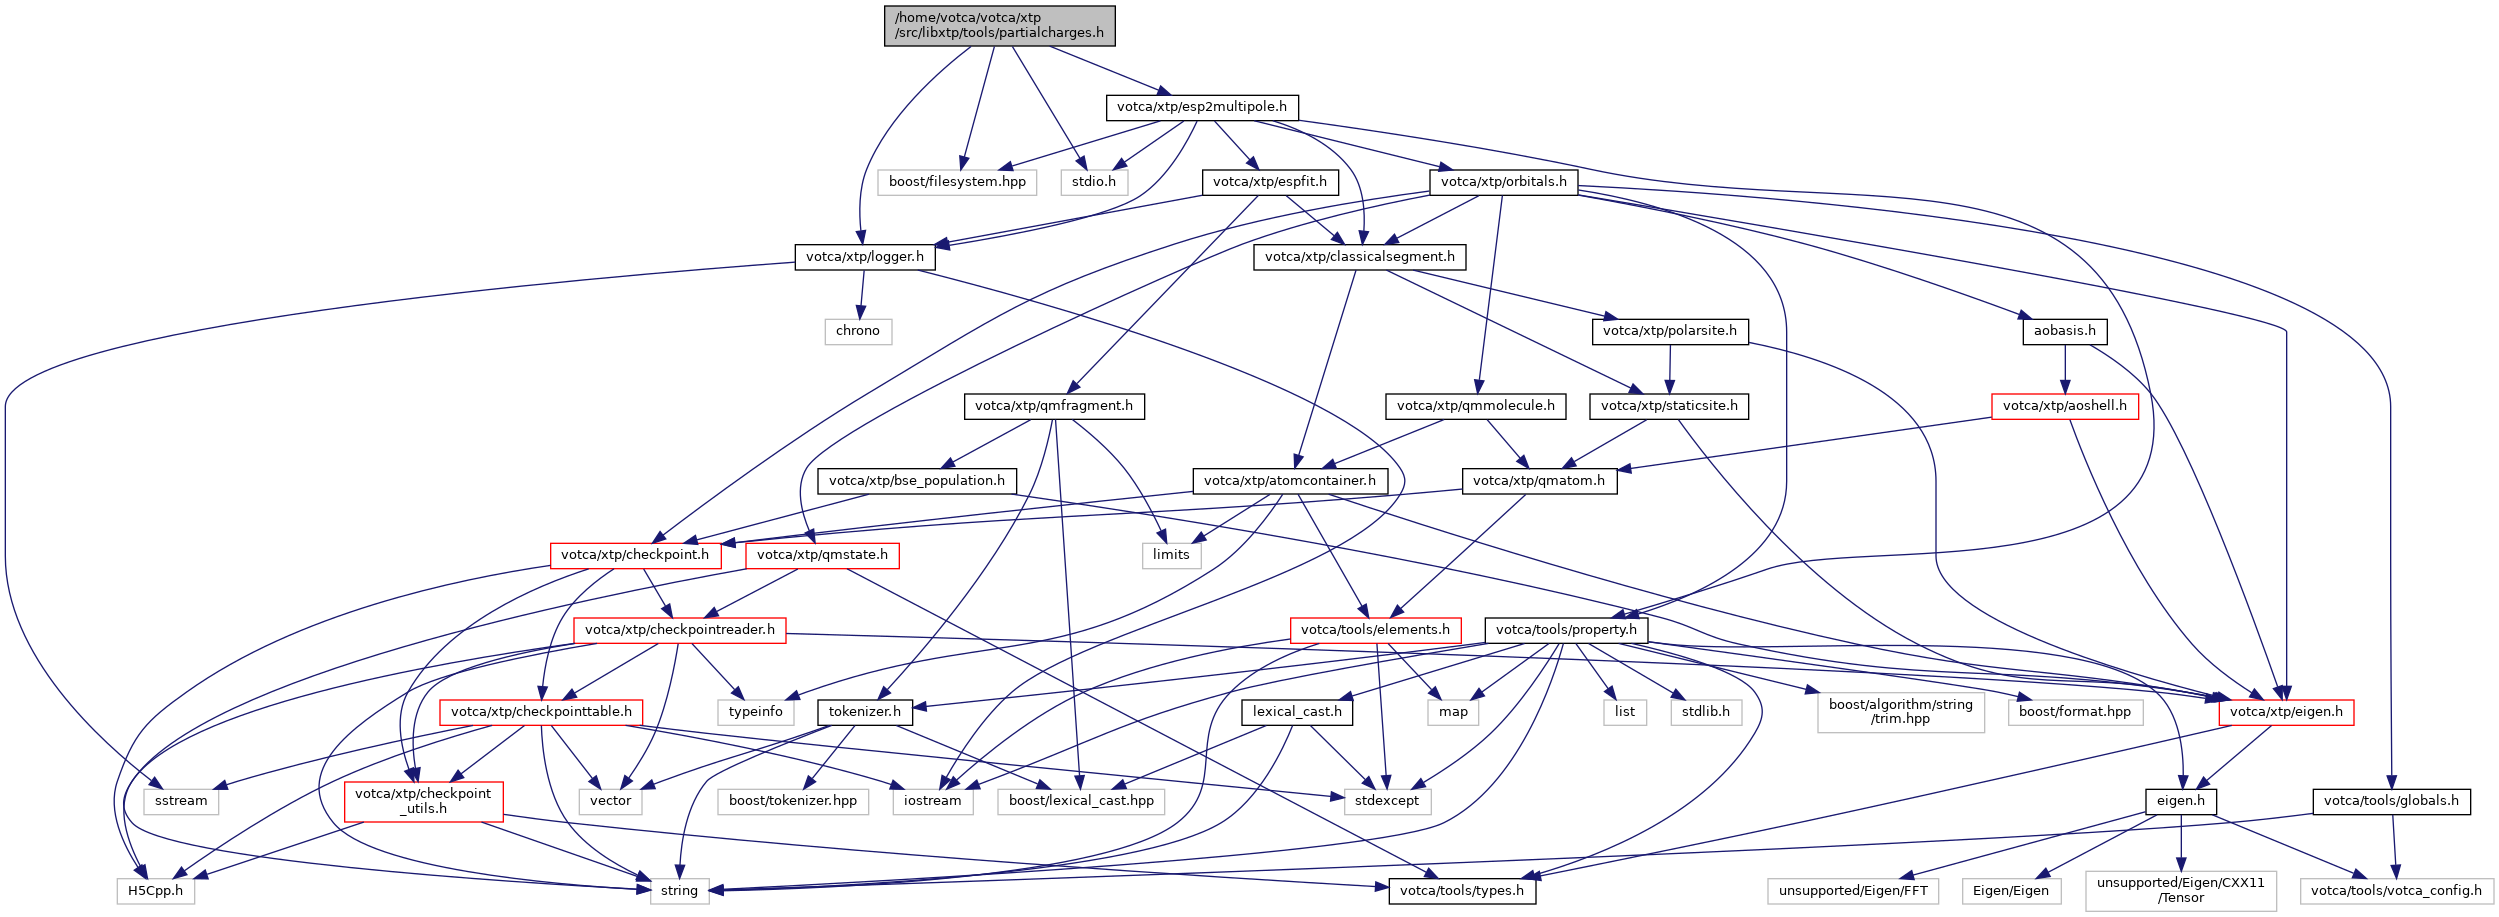 /home/votca/votca/xtp
/src/libxtp/tools/partialcharges.h
votca/xtp/esp2multipole.h
boost/filesystem.hpp
stdio.h
votca/xtp/espfit.h
votca/xtp/orbitals.h
votca/xtp/logger.h
votca/xtp/classicalsegment.h
chrono
votca/xtp/polarsite.h
aobasis.h
votca/xtp/qmfragment.h
votca/xtp/qmmolecule.h
votca/xtp/staticsite.h
votca/xtp/aoshell.h
votca/xtp/bse_population.h
votca/xtp/atomcontainer.h
votca/xtp/qmatom.h
votca/xtp/checkpoint.h
votca/xtp/qmstate.h
limits
votca/xtp/checkpointreader.h
votca/tools/elements.h
votca/tools/property.h
votca/xtp/checkpointtable.h
typeinfo
tokenizer.h
lexical_cast.h
map
list
stdlib.h
boost/algorithm/string
/trim.hpp
boost/format.hpp
votca/xtp/eigen.h
sstream
votca/xtp/checkpoint
_utils.h
vector
boost/tokenizer.hpp
iostream
boost/lexical_cast.hpp
stdexcept
eigen.h
votca/tools/globals.h
H5Cpp.h
string
votca/tools/types.h
unsupported/Eigen/FFT
Eigen/Eigen
unsupported/Eigen/CXX11
/Tensor
votca/tools/votca_config.h